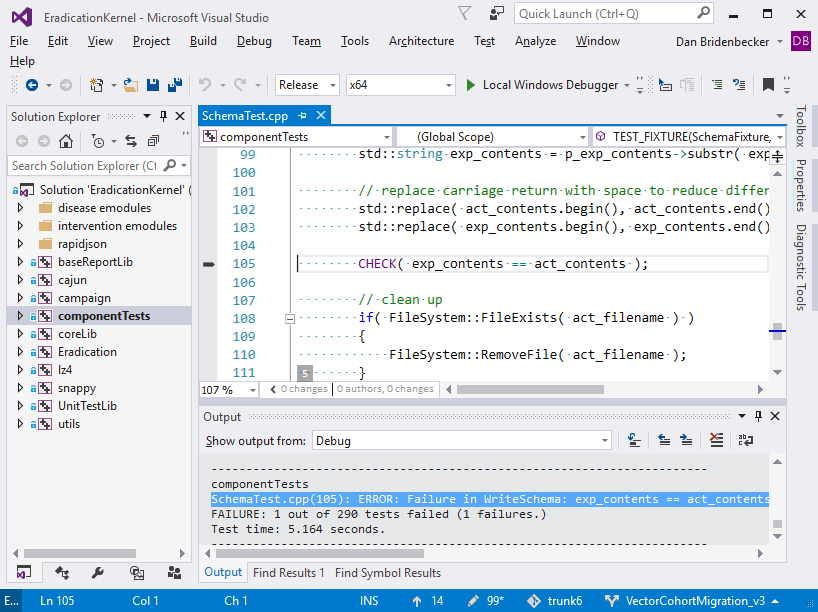 EradicationKernel - Microsoft Visual Studio
Quick Launch (Ctrl+Q)
File Edit View Project Build Debug Team Tools Architecture Test Analyze Window Dan Bridenbecker DB
Help
Release x64 Local Windows Debugger
Solution Explorer
Search Solution Explorer (Ct
Solution 'EradicationKernel' (
disease emodules
intervention emodules
rapidjson
baseReportLib
cajun
campaign
componentTests
coreLib
Eradication
lz4
snappy
UnitTestLib
utils
SchemaTest.cpp
componentTests (Global Scope) TEST_FIXTURE(SchemaFixture,
99 std::string exp_contents = p_exp_contents->substr( exp
100
101 // replace carriage return with space to reduce differ
102 std::replace( act_contents.begin(), act_contents.end()
103 std::replace( exp_contents.begin(), exp_contents.end()
104
105 CHECK( exp_contents == act_contents );
106
107 // clean up
108 if( FileSystem::FileExists( act_filename ) )
109 {
110 FileSystem::RemoveFile( act_filename );
111 }
5
107 % 0 changes | 0 authors, 0 changes
Output
Show output from: Debug
------------------------------------------------------------------
componentTests
SchemaTest.cpp(105): ERROR: Failure in WriteSchema: exp_contents == act_contents
FAILURE: 1 out of 290 tests failed (1 failures.)
Test time: 5.164 seconds.
------------------------------------------------------------------
Output Find Results 1 Find Symbol Results
Toolbox
Properties
Diagnostic Tools
E... Ln 105 Col 1 Ch 1 INS 14 99* trunk6 VectorCohortMigration_v3